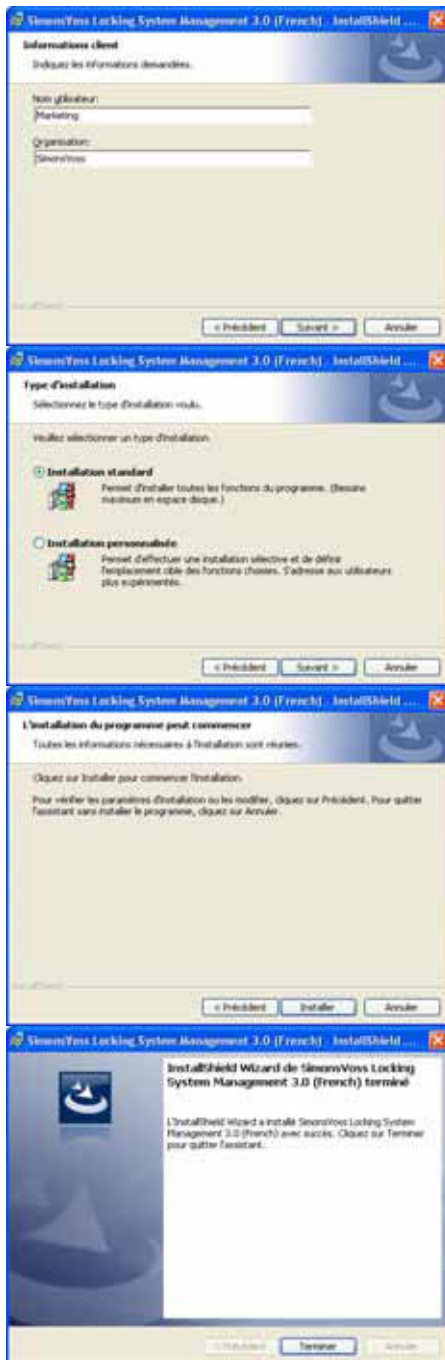 SimonsVoss Locking System Management 3.0 (French) - InstallShield ....
Informations client
Indiquez les informations demandées.
Nom utilisateur:
Marketing
Organisation:
SimonsVoss
InstallShield
< Précédent
Suivant >
Annuler
SimonsVoss Locking System Management 3.0 (French) - InstallShield ....
Type d'installation
Sélectionnez le type d'installation voulu.
Veuillez sélectionner un type d'installation.
Installation standard
Permet d'installer toutes les fonctions du programme. (Besoins
maximum en espace disque.)
Installation personnalisée
Permet d'effectuer une installation sélective et de définir
l'emplacement cible des fonctions choisies. S'adresse aux utilisateurs
plus expérimentés.
InstallShield
< Précédent
Suivant >
Annuler
SimonsVoss Locking System Management 3.0 (French) - InstallShield ....
L'installation du programme peut commencer
Toutes les informations nécessaires à l'installation sont réunies.
Cliquez sur Installer pour commencer l'installation.
Pour vérifier les paramètres d'installation ou les modifier, cliquez sur Précédent. Pour quitter
l'assistant sans installer le programme, cliquez sur Annuler.
InstallShield
< Précédent
Installer
Annuler
SimonsVoss Locking System Management 3.0 (French) - InstallShield ....
InstallShield Wizard de SimonsVoss Locking
System Management 3.0 (French) terminé
L'InstallShield Wizard a installé SimonsVoss Locking System
Management 3.0 (French) avec succès. Cliquez sur Terminer
pour quitter l'assistant.
< Précédent
Terminer
Annuler